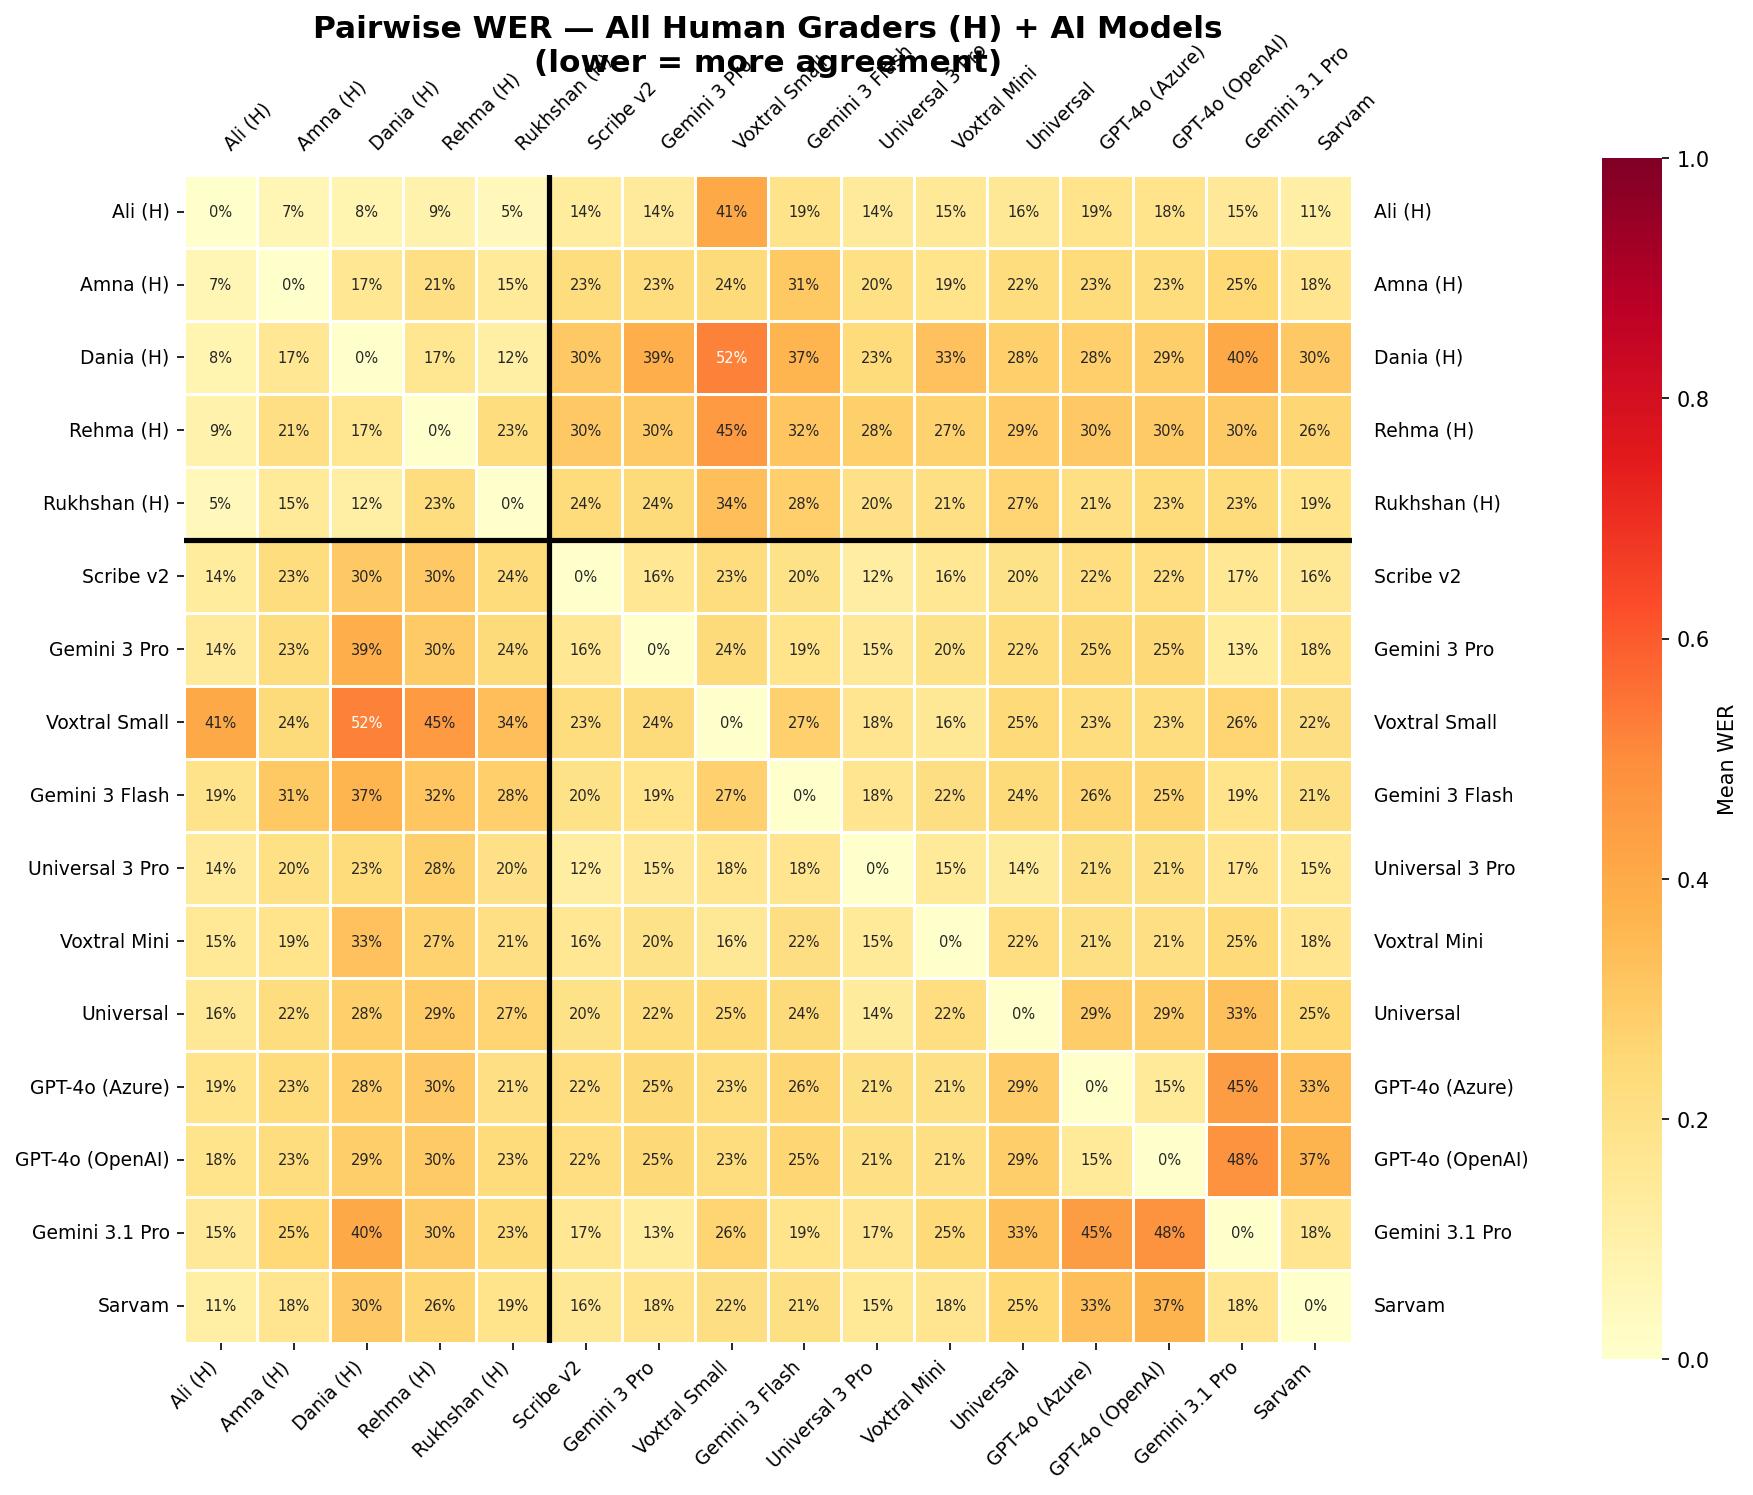 Pairwise WER — All Human Graders (H) + AI Models
(lower = more agreement)
Ali (H) Amna (H) Dania (H) Rehma (H) Rukhshan (H) Scribe v2 Gemini 3 Pro Voxtral Small Gemini 3 Flash Universal 3 Pro Voxtral Mini Universal GPT-4o (Azure) GPT-4o (OpenAI) Gemini 3.1 Pro Sarvam
Ali (H) 0% 7% 8% 9% 5% 14% 14% 41% 19% 14% 15% 16% 19% 18% 15% 11% Ali (H)
Amna (H) 7% 0% 17% 21% 15% 23% 23% 24% 31% 20% 19% 22% 23% 23% 25% 18% Amna (H)
Dania (H) 8% 17% 0% 17% 12% 30% 39% 52% 37% 23% 33% 28% 28% 29% 40% 30% Dania (H)
Rehma (H) 9% 21% 17% 0% 23% 30% 30% 45% 32% 28% 27% 29% 30% 30% 30% 26% Rehma (H)
Rukhshan (H) 5% 15% 12% 23% 0% 24% 24% 34% 28% 20% 21% 27% 21% 23% 23% 19% Rukhshan (H)
Scribe v2 14% 23% 30% 30% 24% 0% 16% 23% 20% 12% 16% 20% 22% 22% 17% 16% Scribe v2
Gemini 3 Pro 14% 23% 39% 30% 24% 16% 0% 24% 19% 15% 20% 22% 25% 25% 13% 18% Gemini 3 Pro
Voxtral Small 41% 24% 52% 45% 34% 23% 24% 0% 27% 18% 16% 25% 23% 23% 26% 22% Voxtral Small
Gemini 3 Flash 19% 31% 37% 32% 28% 20% 19% 27% 0% 18% 22% 24% 26% 25% 19% 21% Gemini 3 Flash
Universal 3 Pro 14% 20% 23% 28% 20% 12% 15% 18% 18% 0% 15% 14% 21% 21% 17% 15% Universal 3 Pro
Voxtral Mini 15% 19% 33% 27% 21% 16% 20% 16% 22% 15% 0% 22% 21% 21% 25% 18% Voxtral Mini
Universal 16% 22% 28% 29% 27% 20% 22% 25% 24% 14% 22% 0% 29% 29% 33% 25% Universal
GPT-4o (Azure) 19% 23% 28% 30% 21% 22% 25% 23% 26% 21% 21% 29% 0% 15% 45% 33% GPT-4o (Azure)
GPT-4o (OpenAI) 18% 23% 29% 30% 23% 22% 25% 23% 25% 21% 21% 29% 15% 0% 48% 37% GPT-4o (OpenAI)
Gemini 3.1 Pro 15% 25% 40% 30% 23% 17% 13% 26% 19% 17% 25% 33% 45% 48% 0% 18% Gemini 3.1 Pro
Sarvam 11% 18% 30% 26% 19% 16% 18% 22% 21% 15% 18% 25% 33% 37% 18% 0% Sarvam
Ali (H) Amna (H) Dania (H) Rehma (H) Rukhshan (H) Scribe v2 Gemini 3 Pro Voxtral Small Gemini 3 Flash Universal 3 Pro Voxtral Mini Universal GPT-4o (Azure) GPT-4o (OpenAI) Gemini 3.1 Pro Sarvam
1.0
0.8
0.6
0.4
0.2
0.0
Mean WER